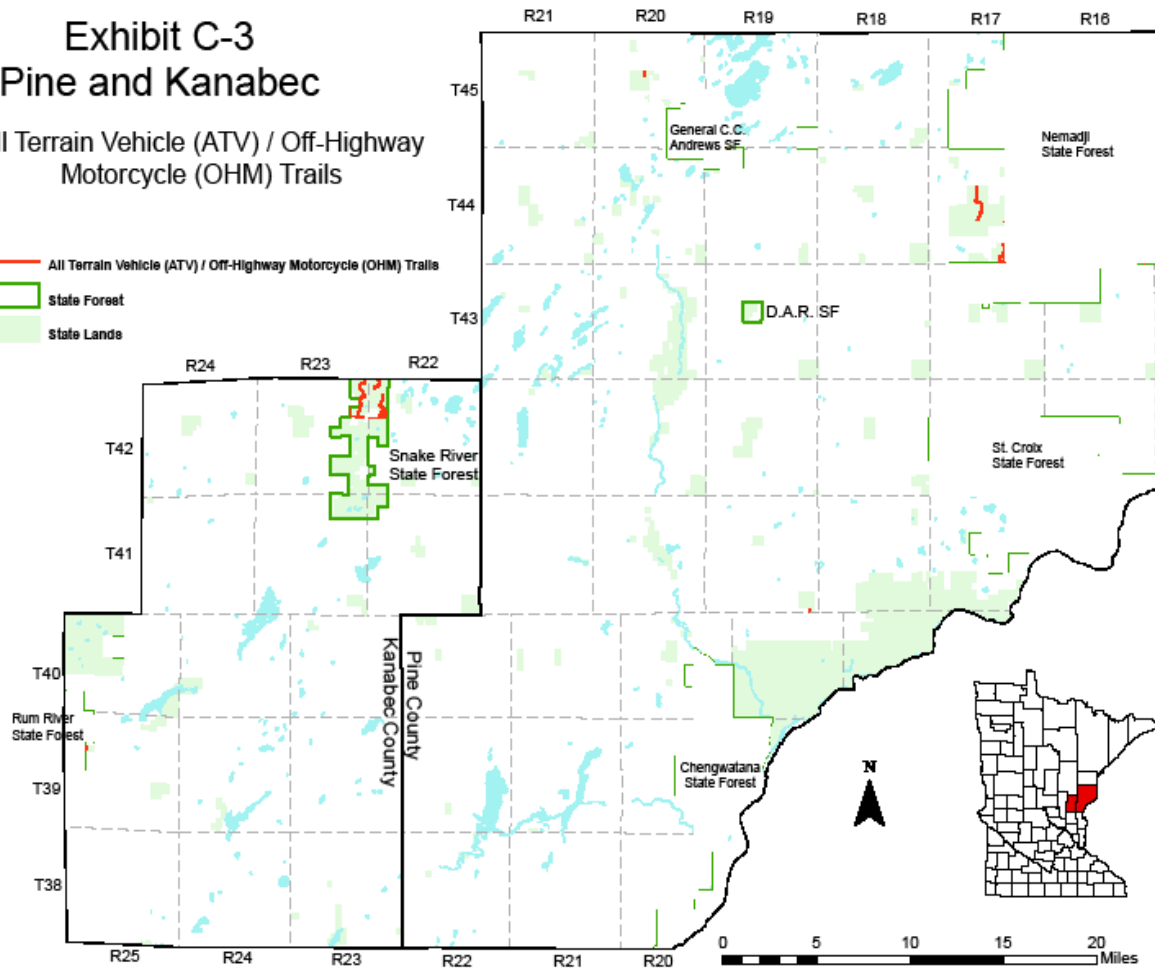 Exhibit C-3
Pine and Kanabec
ll Terrain Vehicle (ATV) / Off-Highway
Motorcycle (OHM) Trails
All Terrain Vehicle (ATV) / Off-Highway Motorcycle (OHM) Trails
State Forest
State Lands
R21 R20 R19 R18 R17 R16
T45
General C.C.
Andrews SF
Nemadji
State Forest
T44
T43
D.A.R. SF
R24 R23 R22
T42
Snake River
State Forest
St. Croix
State Forest
T41
T40
Pine County
Kanabec County
Rum River
State Forest
T39
Chengwatana
State Forest
N
T38
R25 R24 R23 R22 R21 R20
0 5 10 15 20
Miles